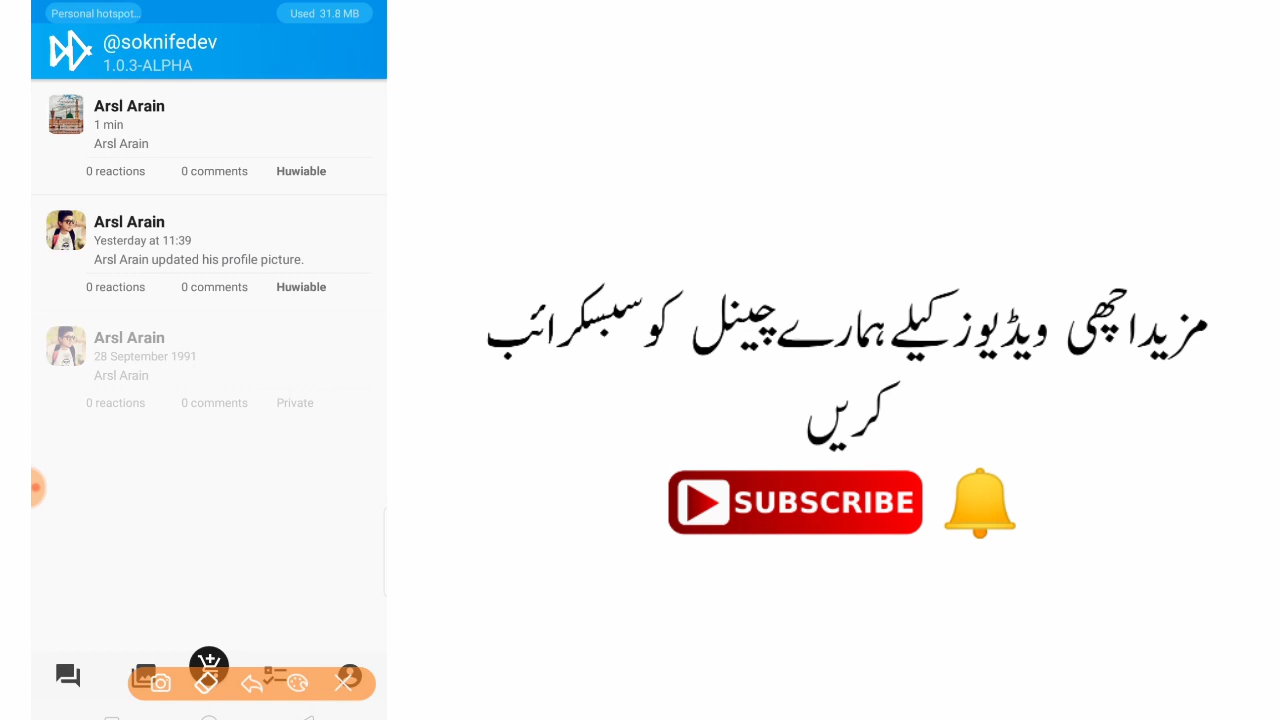 Personal hotspot...
Used 31.8 MB
@soknifedev
1.0.3-ALPHA
Arsl Arain
1 min
Arsl Arain
0 reactions 0 comments Huwiable
Arsl Arain
Yesterday at 11:39
Arsl Arain updated his profile picture.
0 reactions 0 comments Huwiable
Arsl Arain
28 September 1991
Arsl Arain
0 reactions 0 comments Private
مزید اچھی ویڈیوز کیلے ہمارے چینل کو سبسکرائب
کریں
SUBSCRIBE